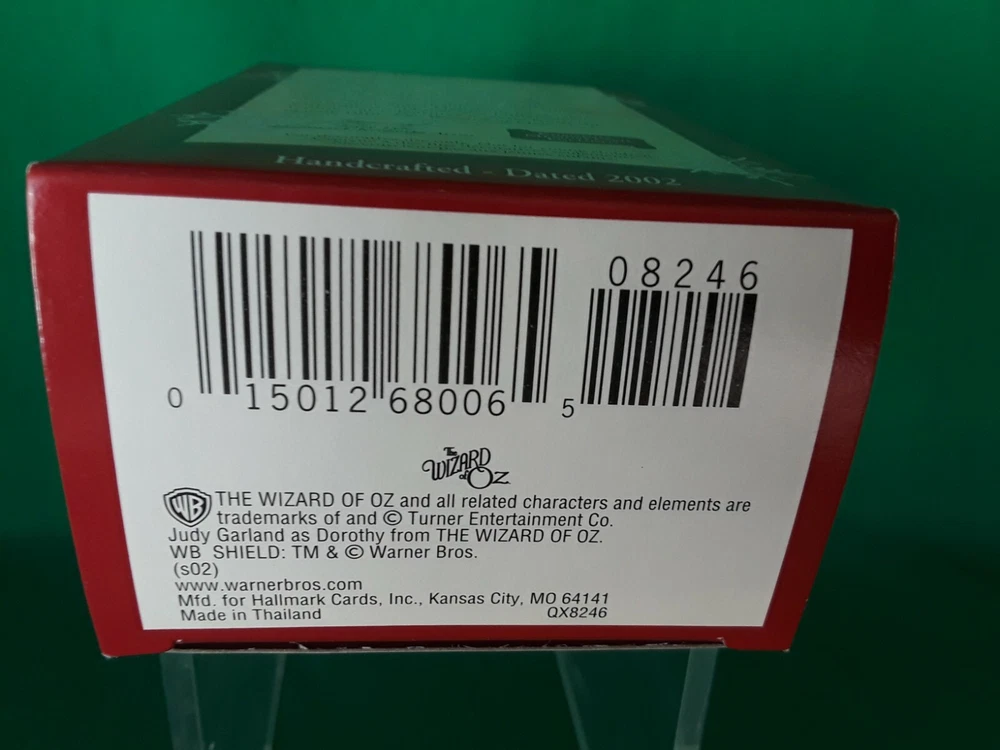 Handcrafted - Dated 2002
08246
0 15012 68006 5
The WIZARD of OZ
WB THE WIZARD OF OZ and all related characters and elements are
trademarks of and © Turner Entertainment Co.
Judy Garland as Dorothy from THE WIZARD OF OZ.
WB SHIELD: TM & © Warner Bros.
(s02)
www.warnerbros.com
Mfd. for Hallmark Cards, Inc., Kansas City, MO 64141
Made in Thailand QX8246